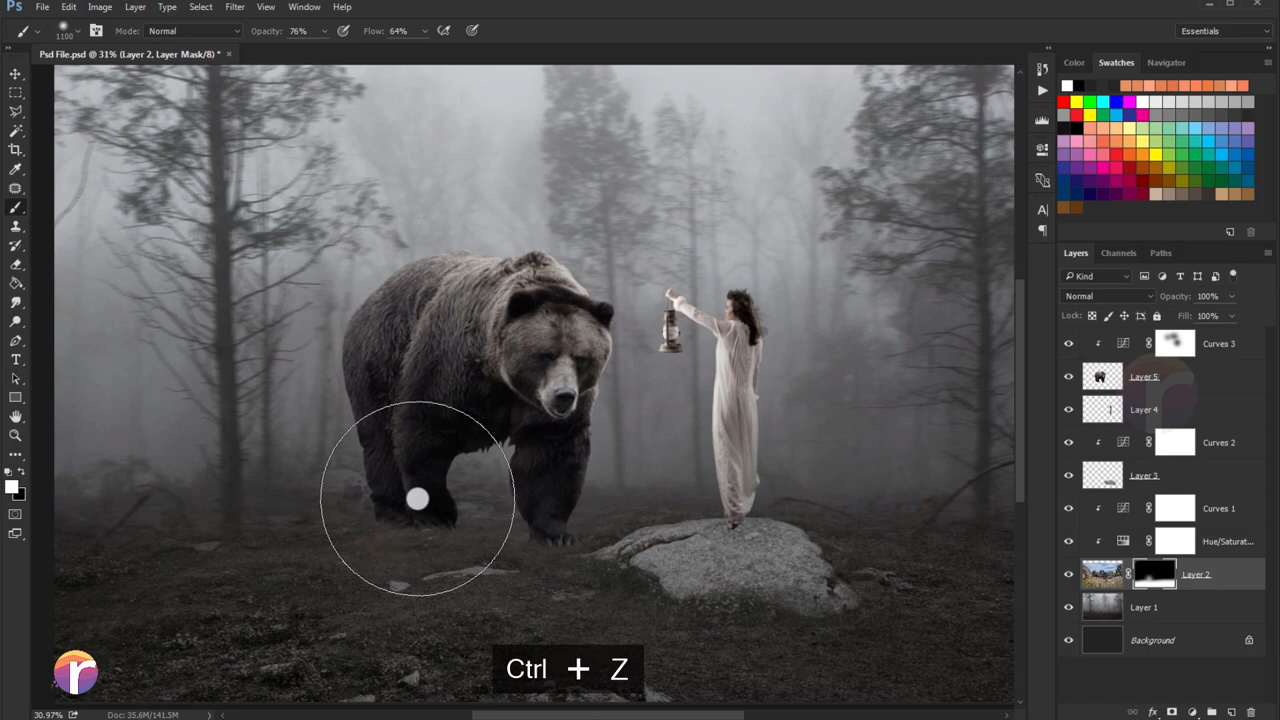 Ps File Edit Image Layer Type Select Filter View Window Help
1100 Mode: Normal Opacity: 76% Flow: 64% Essentials
Psd File.psd @ 31% (Layer 2, Layer Mask/8) * ×
Color Swatches Navigator
Layers Channels Paths
Kind
Normal Opacity: 100%
Lock: Fill: 100%
Curves 3
Layer 5
Layer 4
Curves 2
Layer 3
Curves 1
Hue/Saturat...
Layer 2
Layer 1
Background
r
Ctrl + Z
30.97% Doc: 35.6M/141.5M
fx